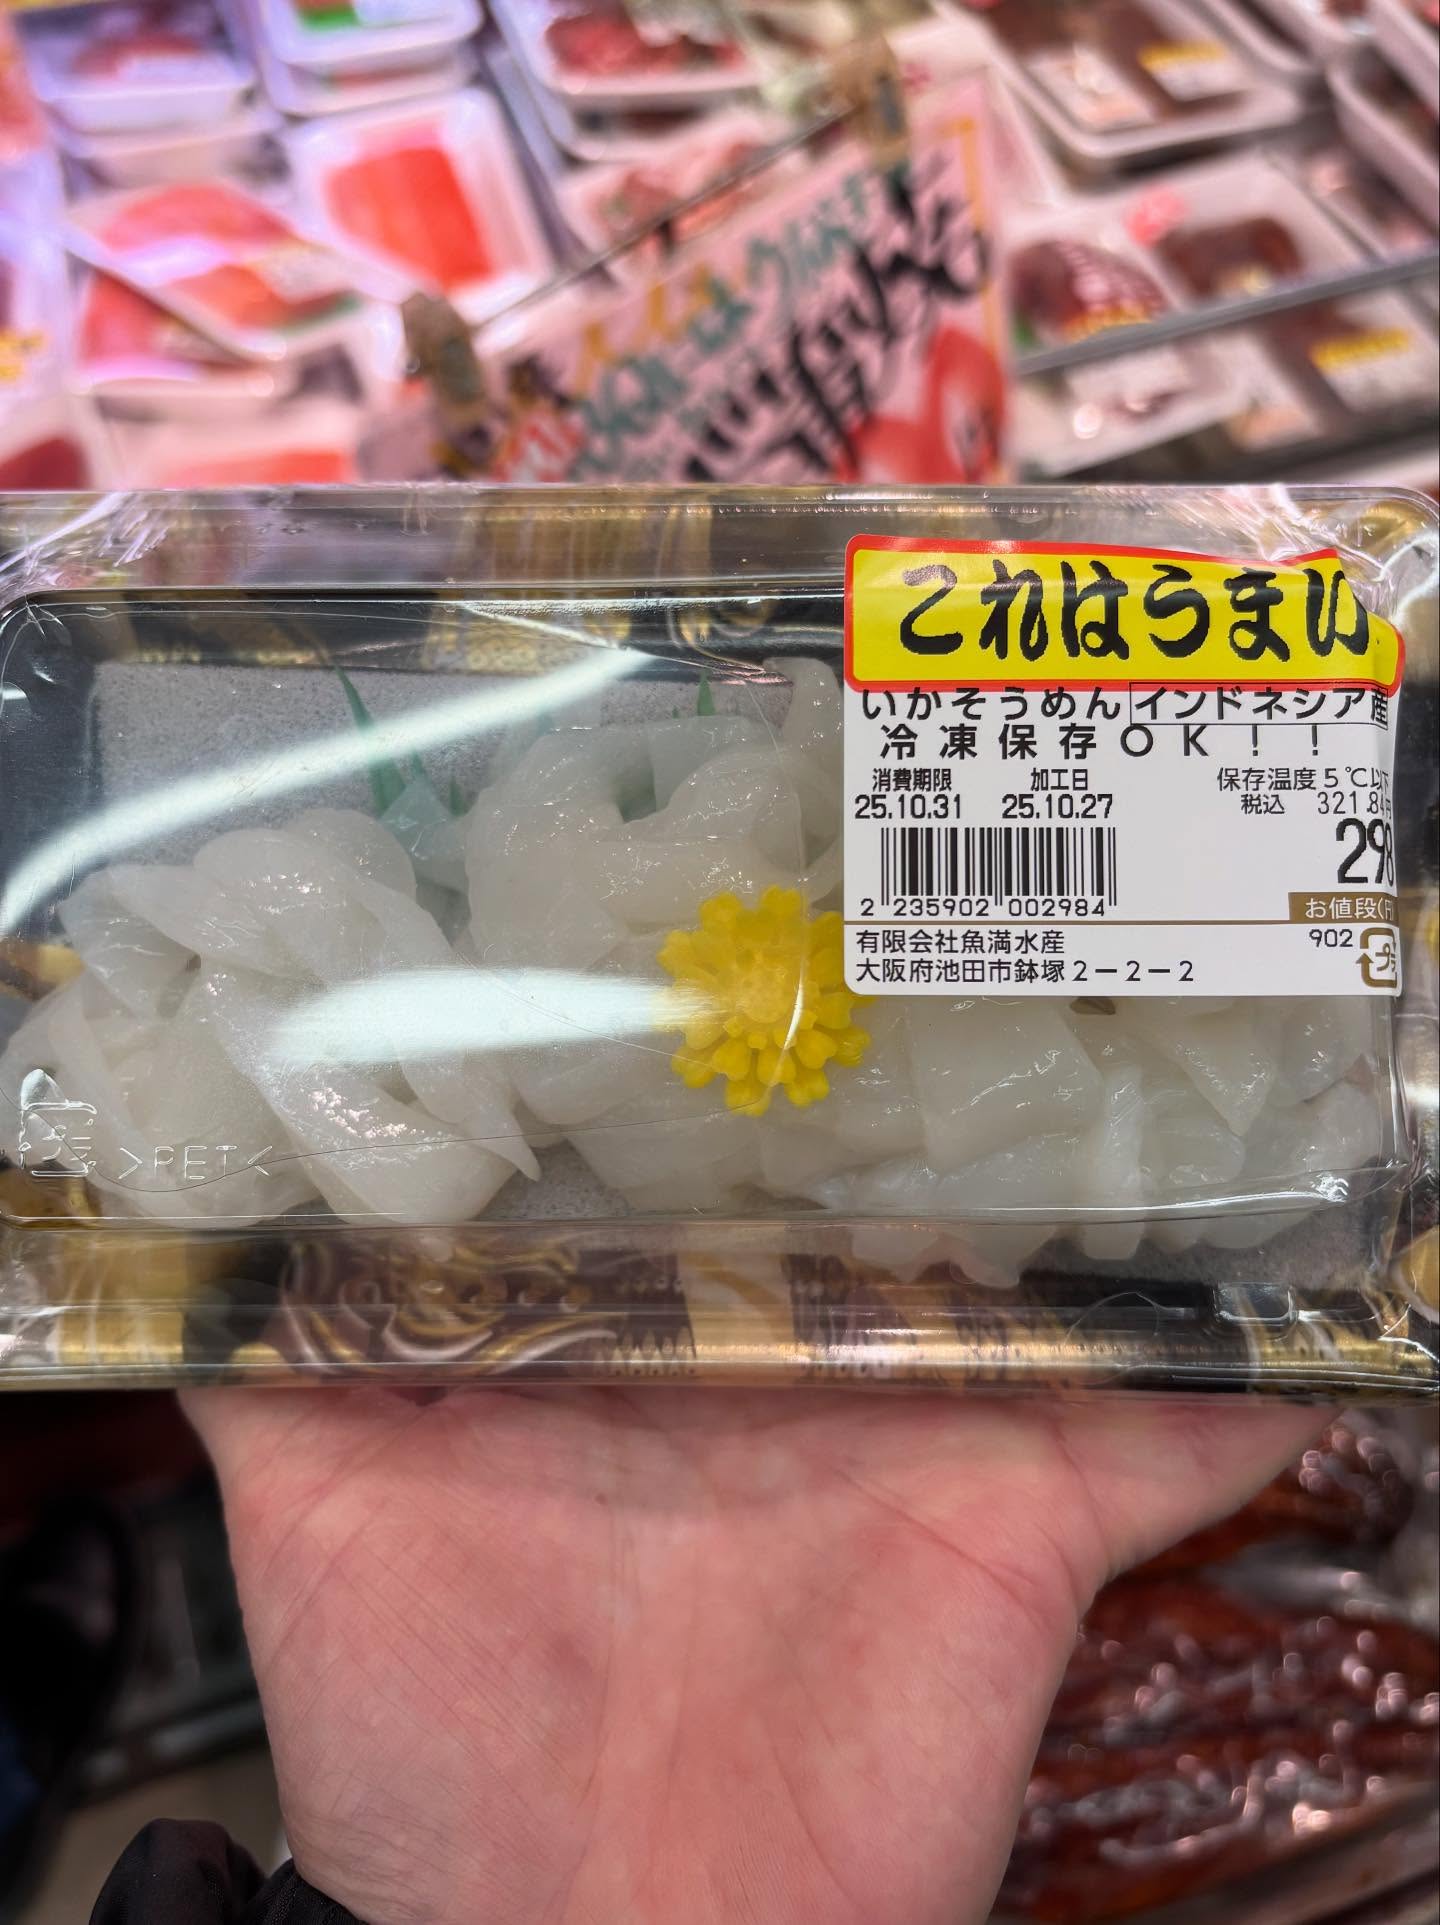 これはうまい
いかそうめん インドネシア産
冷凍保存OK！！
消費期限 加工日 保存温度5℃以下
25.10.31 25.10.27 税込 321.84円
298
2 235902 002984
お値段(円)
有限会社魚満水産 902 プラ
大阪府池田市鉢塚2-2-2
プラ >PET<